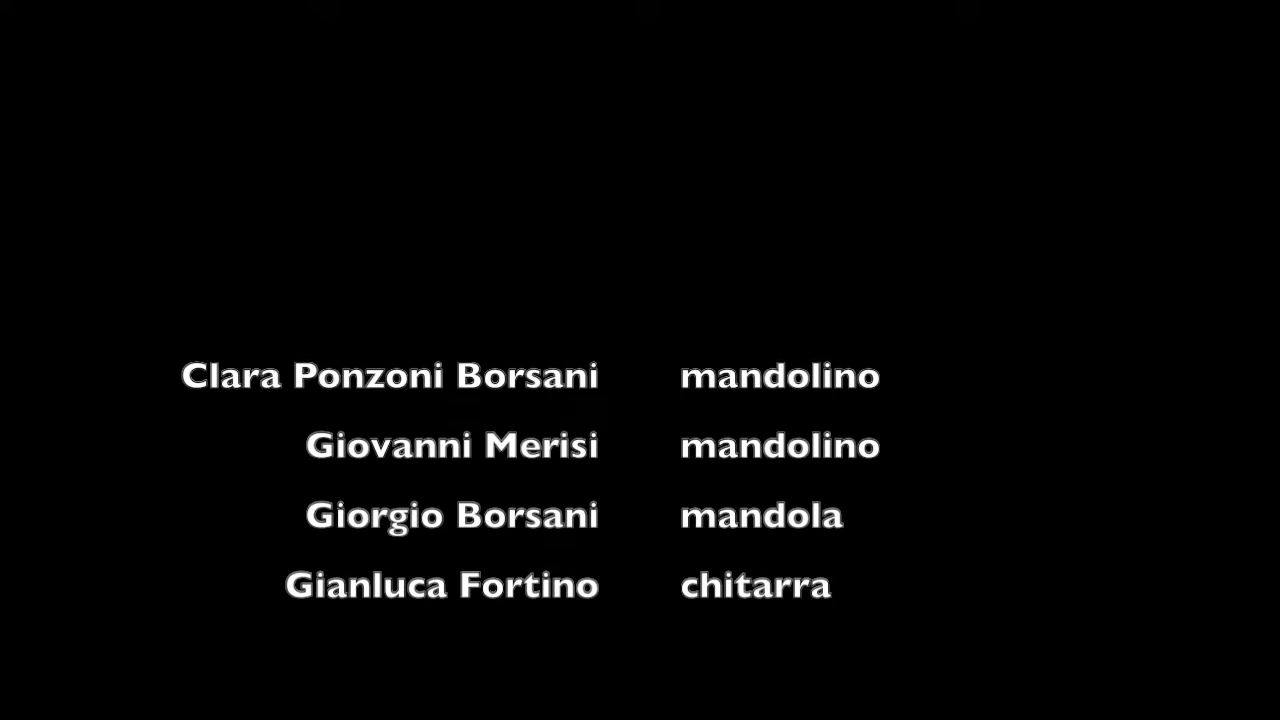 Clara Ponzoni Borsani mandolino
Giovanni Merisi mandolino
Giorgio Borsani mandola
Gianluca Fortino chitarra